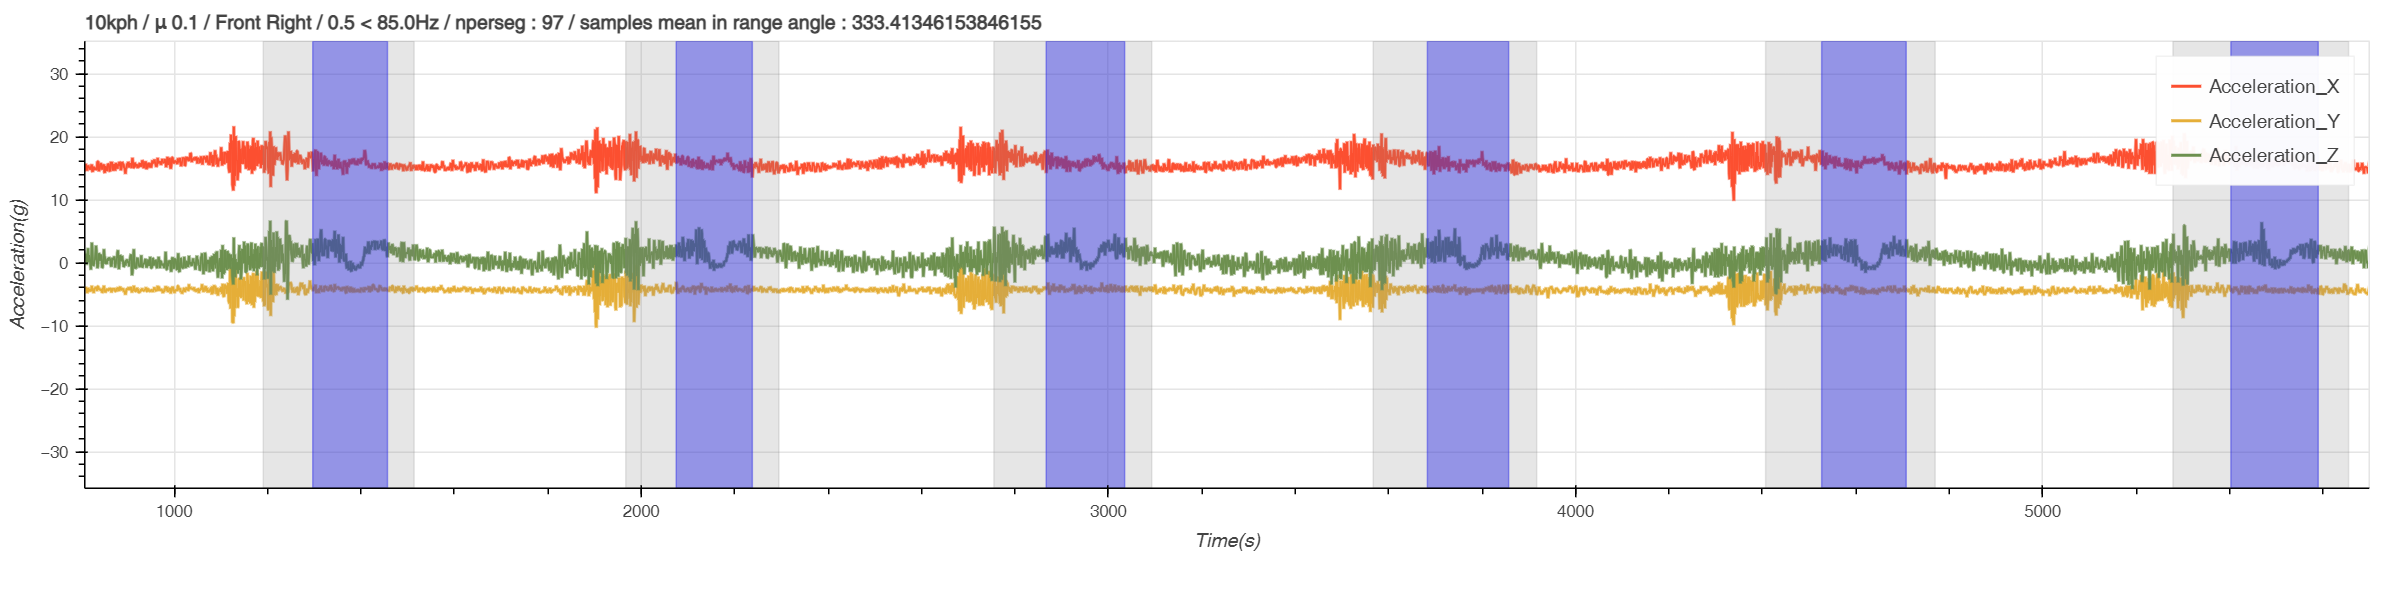 10kph / μ 0.1 / Front Right / 0.5 < 85.0Hz / nperseg : 97 / samples mean in range angle : 333.41346153846155
Acceleration_X
Acceleration_Y
Acceleration_Z
Acceleration(g)
30
20
10
0
−10
−20
−30
1000
2000
3000
4000
5000
Time(s)